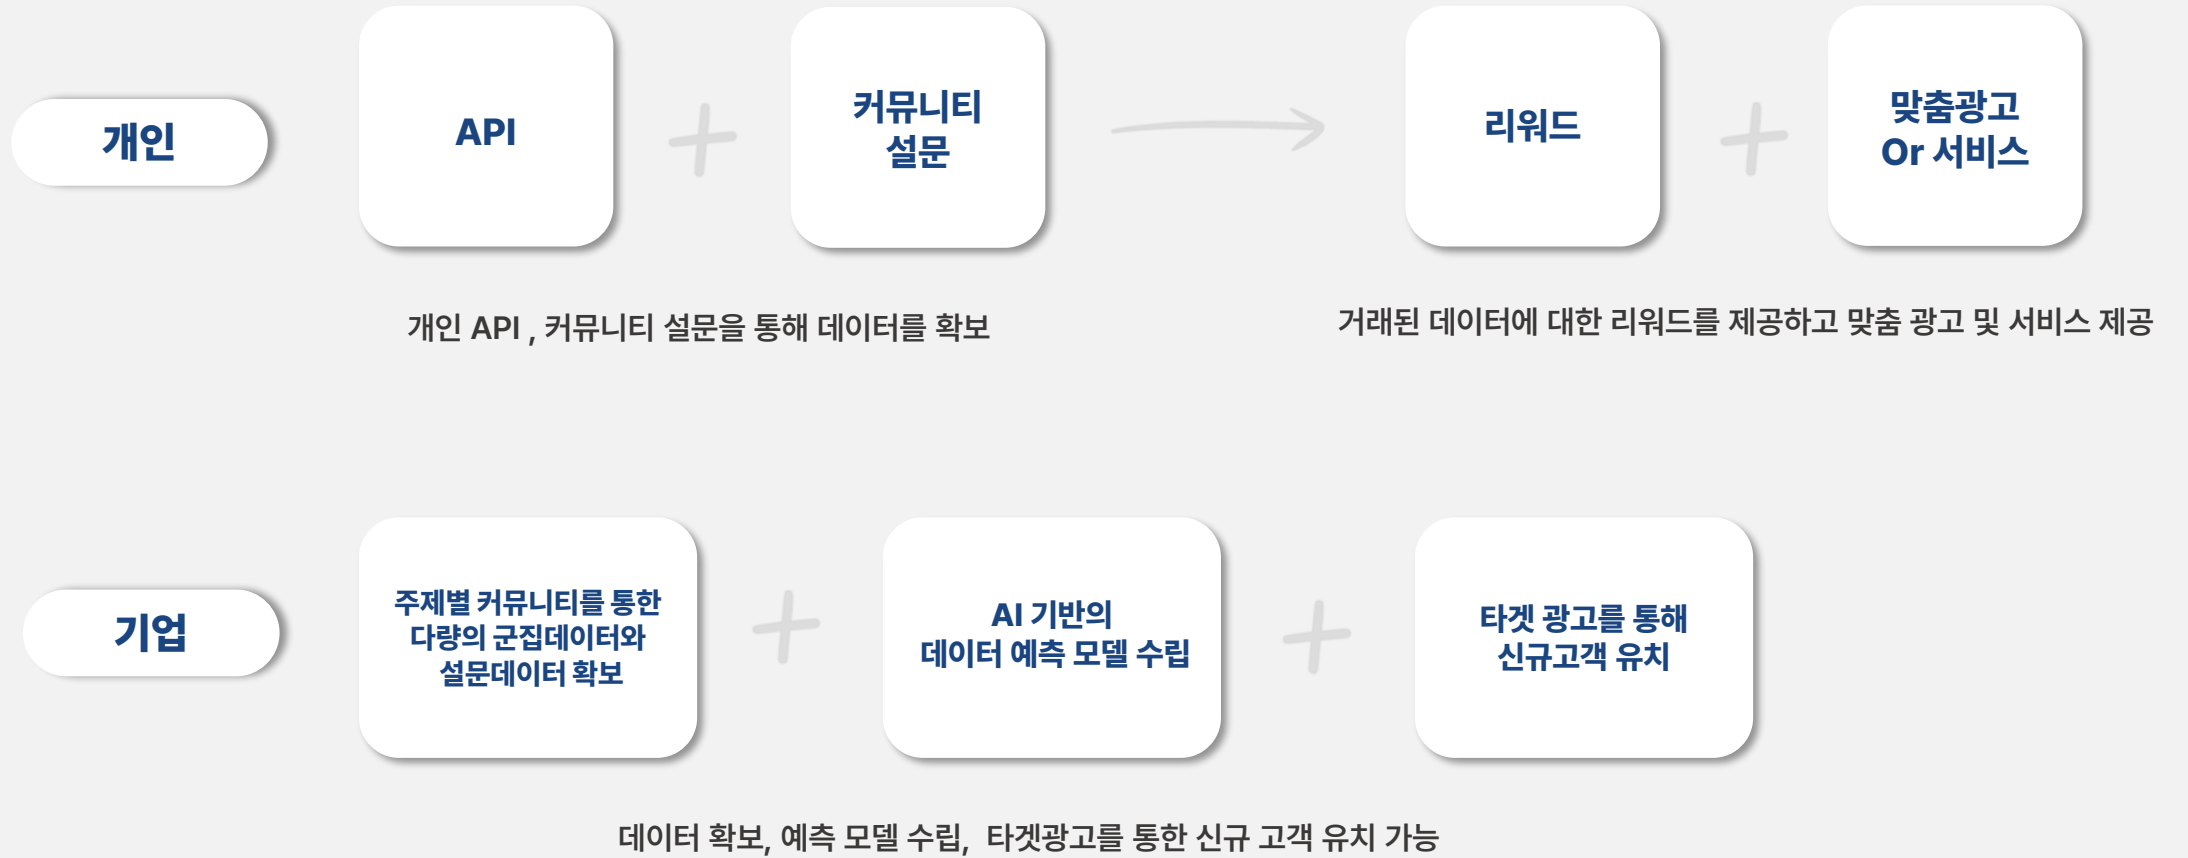 개인
API
커뮤니티
설문
리워드
맞춤광고
Or 서비스
개인 API , 커뮤니티 설문을 통해 데이터를 확보
거래된 데이터에 대한 리워드를 제공하고 맞춤 광고 및 서비스 제공
기업
주제별 커뮤니티를 통한
다량의 군집데이터와
설문데이터 확보
AI 기반의
데이터 예측 모델 수립
타겟 광고를 통해
신규고객 유치
데이터 확보, 예측 모델 수립, 타겟광고를 통한 신규 고객 유치 가능